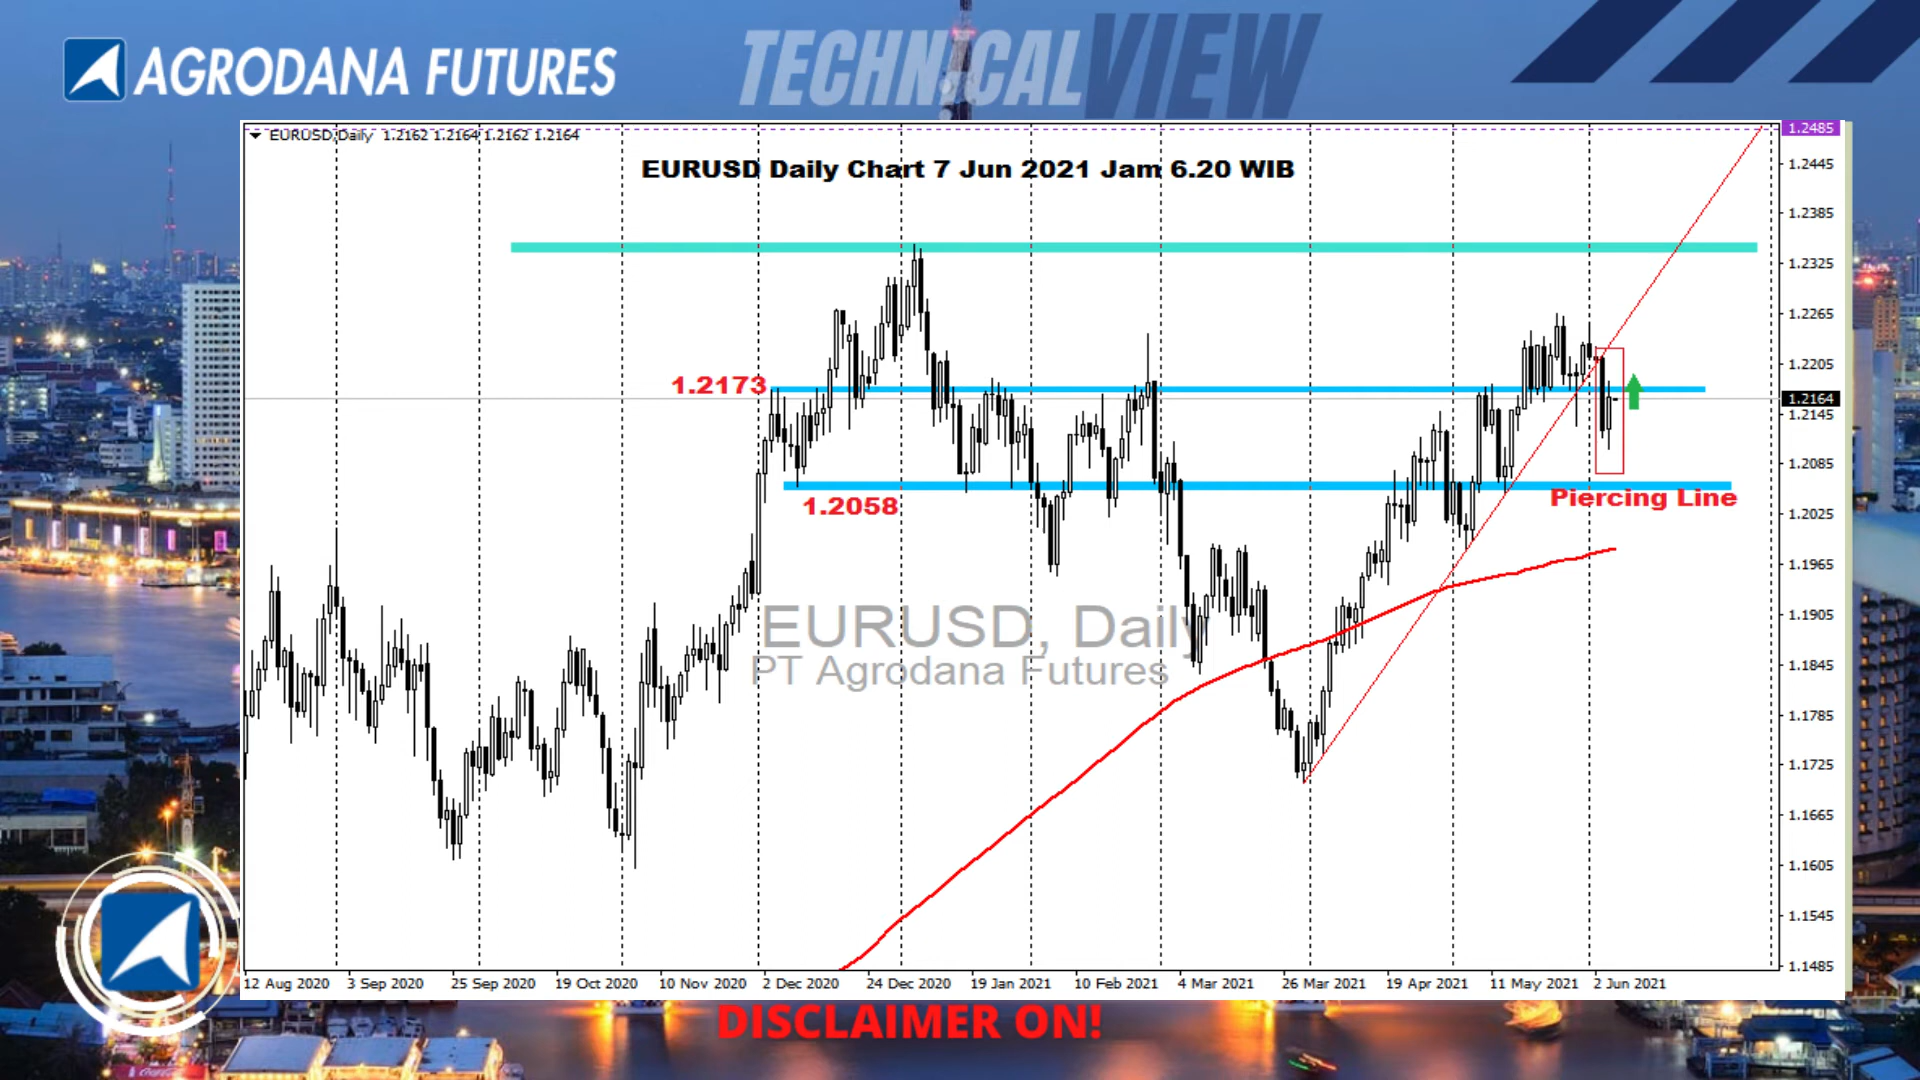 AGRODANA FUTURES
TECHNICAL VIEW
EURUSD,Daily 1.2162 1.2164 1.2162 1.2164
EURUSD Daily Chart 7 Jun 2021 Jam 6.20 WIB
1.2485
1.2445
1.2385
1.2325
1.2265
1.2205
1.2173
1.2164
1.2145
1.2085
1.2058
Piercing Line
1.2025
1.1965
1.1905
EURUSD, Daily
PT Agrodana Futures
1.1845
1.1785
1.1725
1.1665
1.1605
1.1545
1.1485
12 Aug 2020 3 Sep 2020 25 Sep 2020 19 Oct 2020 10 Nov 2020 2 Dec 2020 24 Dec 2020 19 Jan 2021 10 Feb 2021 4 Mar 2021 26 Mar 2021 19 Apr 2021 11 May 2021 2 Jun 2021
DISCLAIMER ON!